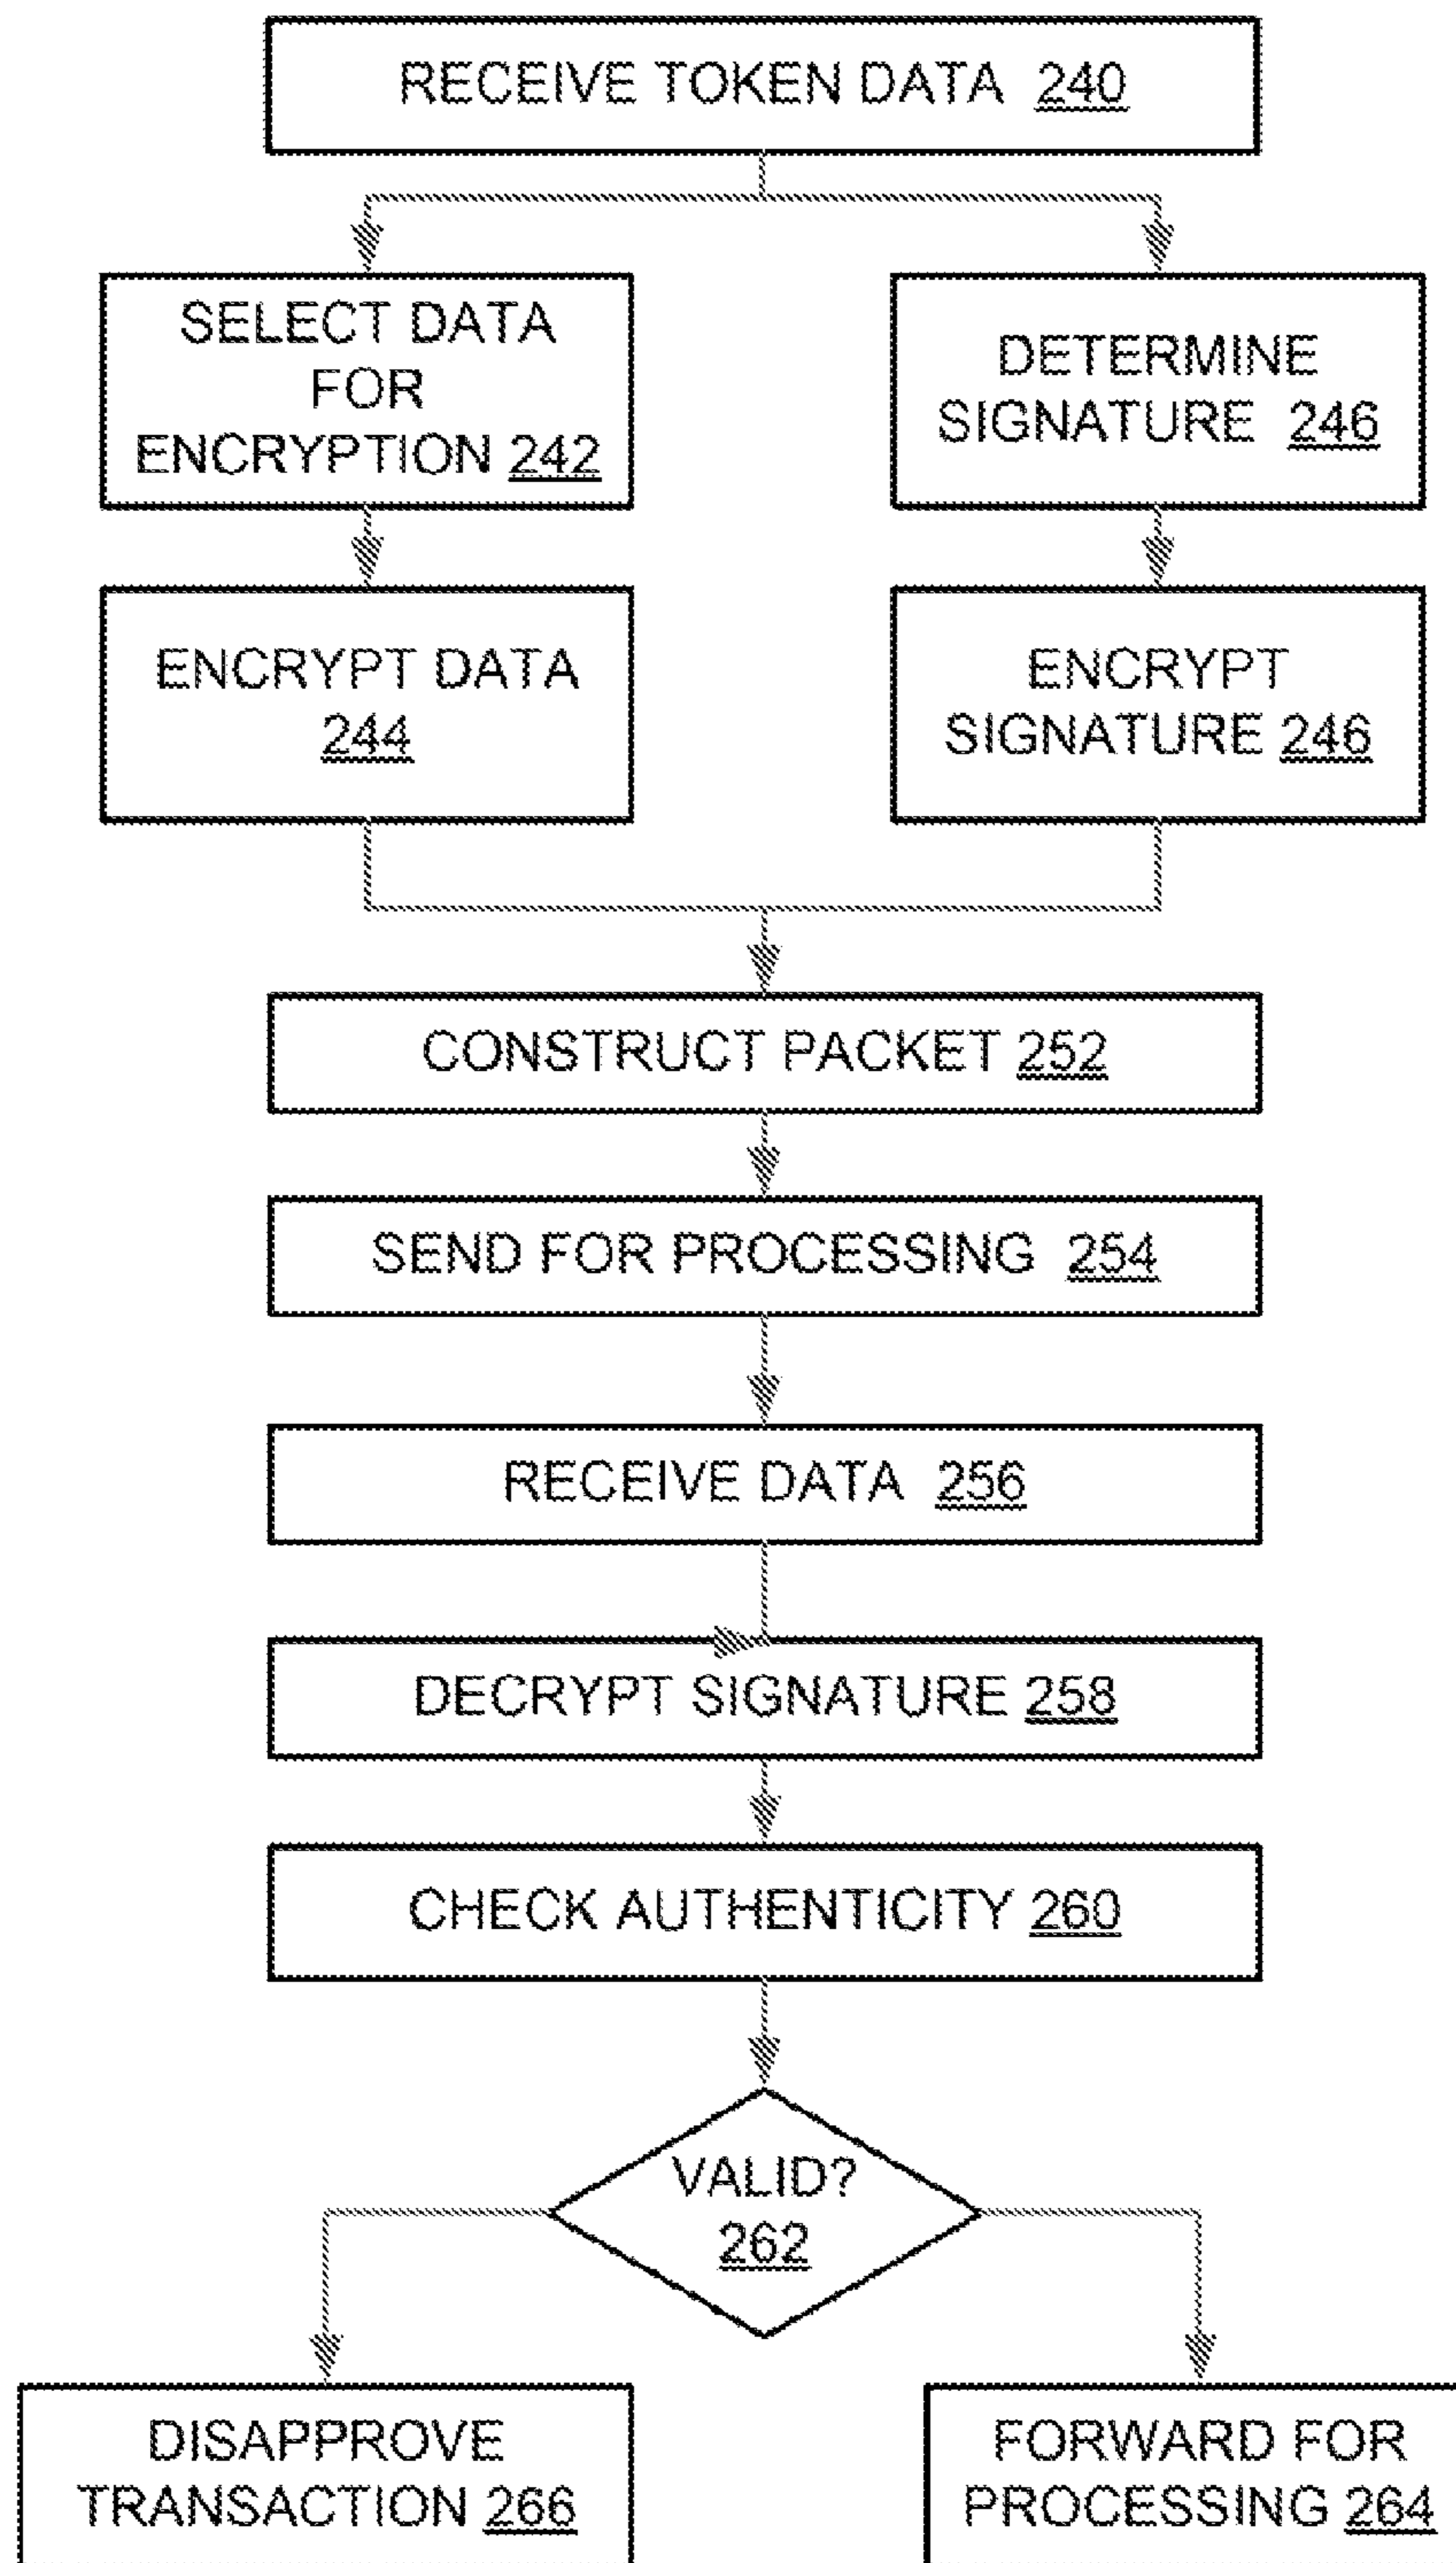 RECEIVE TOKEN DATA 240
SELECT DATA
FOR
ENCRYPTION 242
DETERMINE
SIGNATURE 246
ENCRYPT DATA
244
ENCRYPT
SIGNATURE 246
CONSTRUCT PACKET 252
SEND FOR PROCESSING 254
RECEIVE DATA 256
DECRYPT SIGNATURE 258
CHECK AUTHENTICITY 260
VALID?
262
DISAPPROVE
TRANSACTION 266
FORWARD FOR
PROCESSING 264